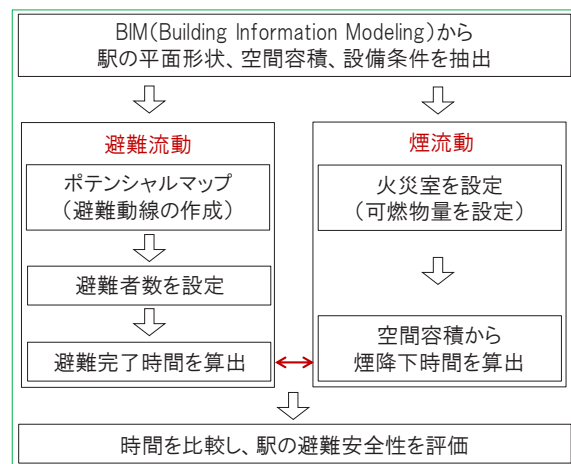 BIM(Building Information Modeling)から
駅の平面形状、空間容積、設備条件を抽出
避難流動
ポテンシャルマップ
(避難動線の作成)
避難者数を設定
避難完了時間を算出
煙流動
火災室を設定
(可燃物量を設定)
空間容積から
煙降下時間を算出
時間を比較し、駅の避難安全性を評価